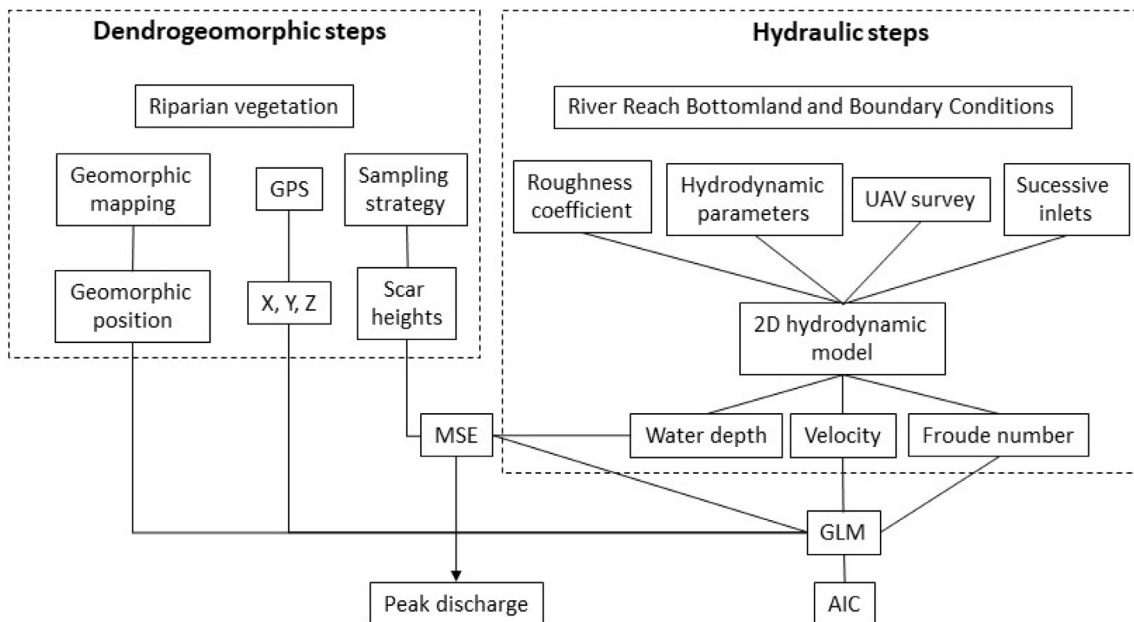 Dendrogeomorphic steps
Riparian vegetation
Geomorphic
mapping
GPS
Sampling
strategy
Geomorphic
position
X, Y, Z
Scar
heights
Hydraulic steps
River Reach Bottomland and Boundary Conditions
Roughness
coefficient
Hydrodynamic
parameters
UAV survey
Sucessive
inlets
2D hydrodynamic
model
Water depth
Velocity
Froude number
MSE
GLM
Peak discharge
AIC